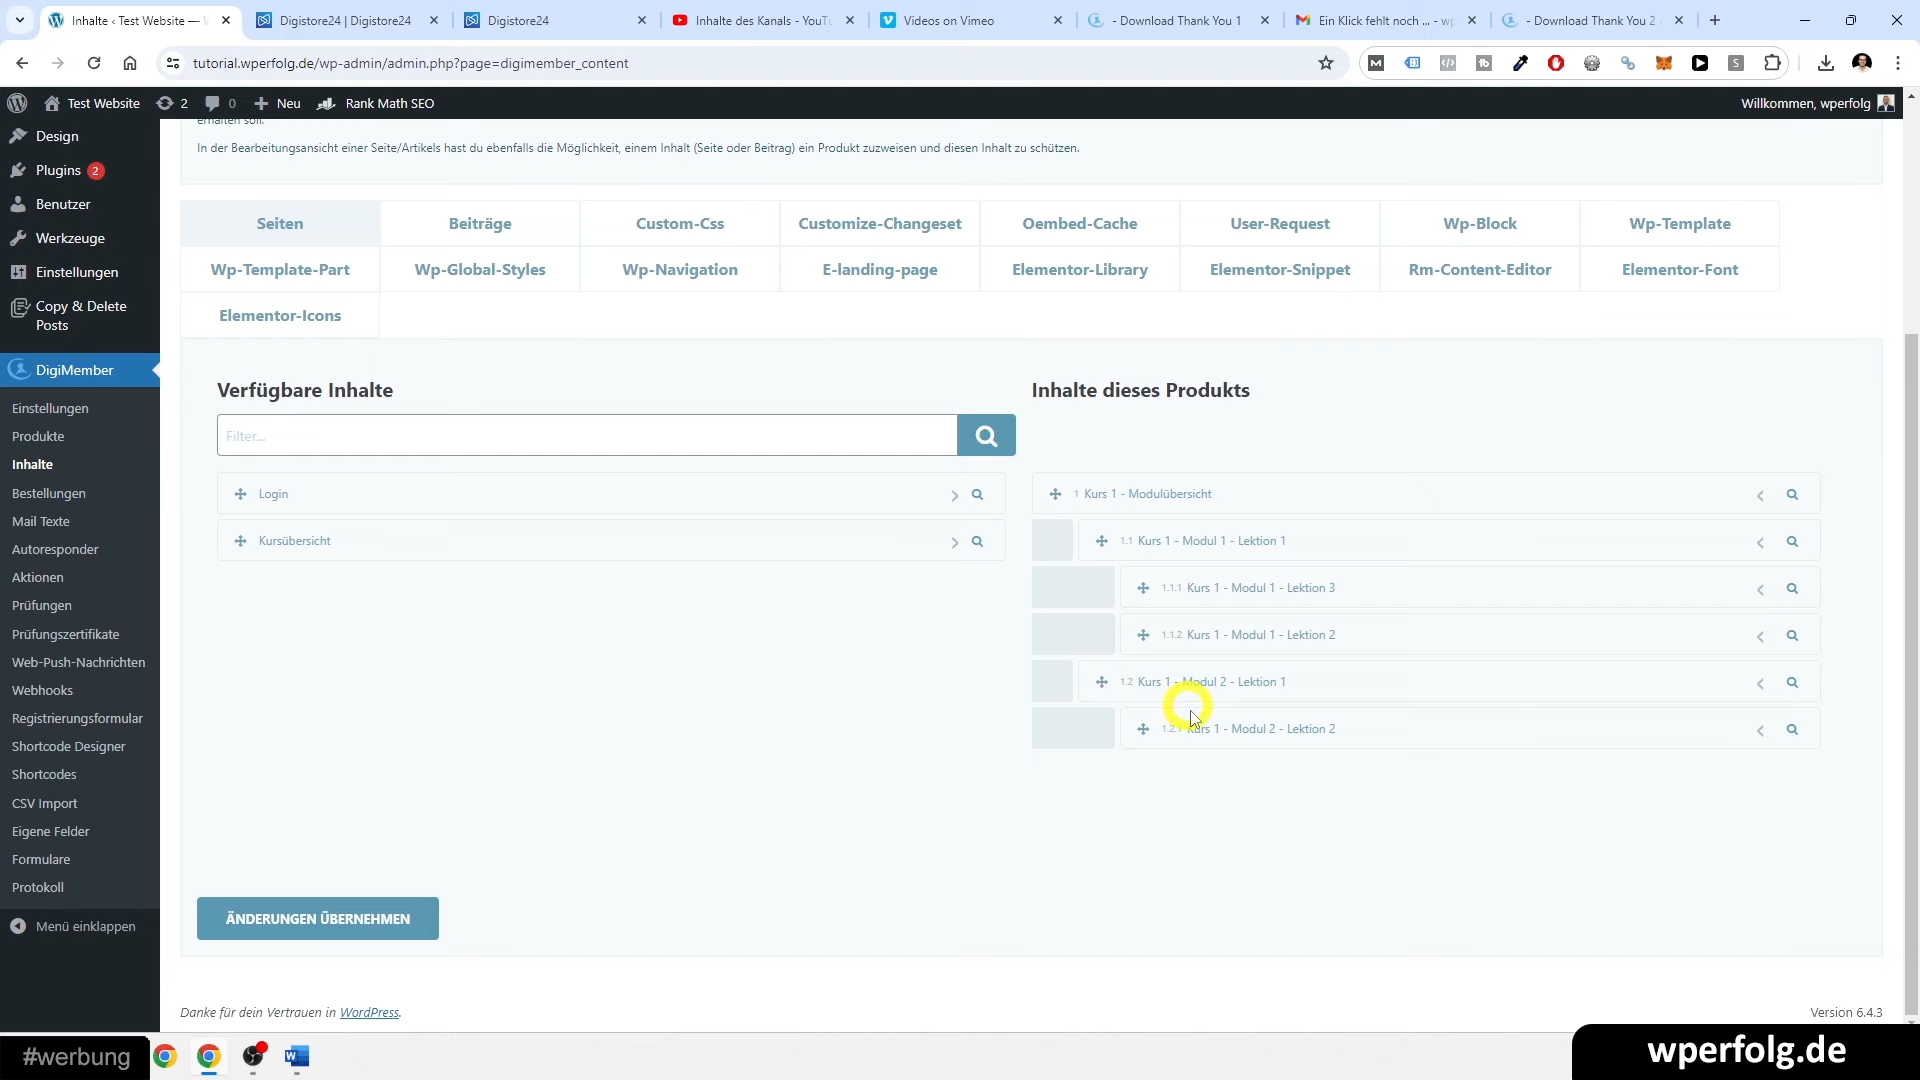 Inhalte ‹ Test Website — W
Digistore24 | Digistore24
Digistore24
Inhalte des Kanals - YouTu
Videos on Vimeo
- Download Thank You 1
Ein Klick fehlt noch ... - wp
- Download Thank You 2
tutorial.wperfolg.de/wp-admin/admin.php?page=digimember_content
Test Website
2
0
Neu
Rank Math SEO
Willkommen, wperfolg
erhalten soll.
In der Bearbeitungsansicht einer Seite/Artikels hast du ebenfalls die Möglichkeit, einem Inhalt (Seite oder Beitrag) ein Produkt zuzweisen und diesen Inhalt zu schützen.
Design
Plugins 2
Benutzer
Werkzeuge
Einstellungen
Copy & Delete
Posts
DigiMember
Einstellungen
Produkte
Inhalte
Bestellungen
Mail Texte
Autoresponder
Aktionen
Prüfungen
Prüfungszertifikate
Web-Push-Nachrichten
Webhooks
Registrierungsformular
Shortcode Designer
Shortcodes
CSV Import
Eigene Felder
Formulare
Protokoll
Menü einklappen
Seiten
Beiträge
Custom-Css
Customize-Changeset
Oembed-Cache
User-Request
Wp-Block
Wp-Template
Wp-Template-Part
Wp-Global-Styles
Wp-Navigation
E-landing-page
Elementor-Library
Elementor-Snippet
Rm-Content-Editor
Elementor-Font
Elementor-Icons
Verfügbare Inhalte
Filter...
Login
Kursübersicht
Inhalte dieses Produkts
1 Kurs 1 - Modulübersicht
1.1 Kurs 1 - Modul 1 - Lektion 1
1.1.1 Kurs 1 - Modul 1 - Lektion 3
1.1.2 Kurs 1 - Modul 1 - Lektion 2
1.2 Kurs 1 - Modul 2 - Lektion 1
1.2.1 Kurs 1 - Modul 2 - Lektion 2
ÄNDERUNGEN ÜBERNEHMEN
Danke für dein Vertrauen in WordPress.
Version 6.4.3
#werbung
wperfolg.de